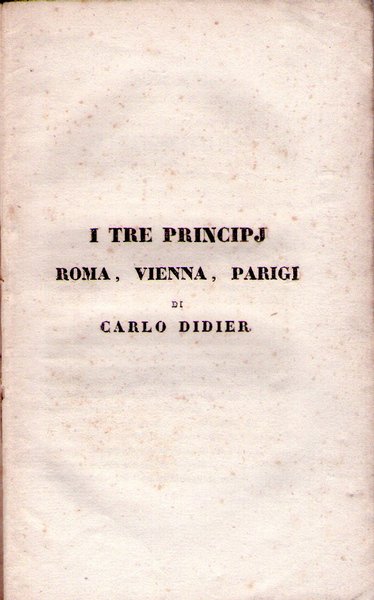 I TRE PRINCIPJ
ROMA, VIENNA, PARIGI
DI
CARLO DIDIER